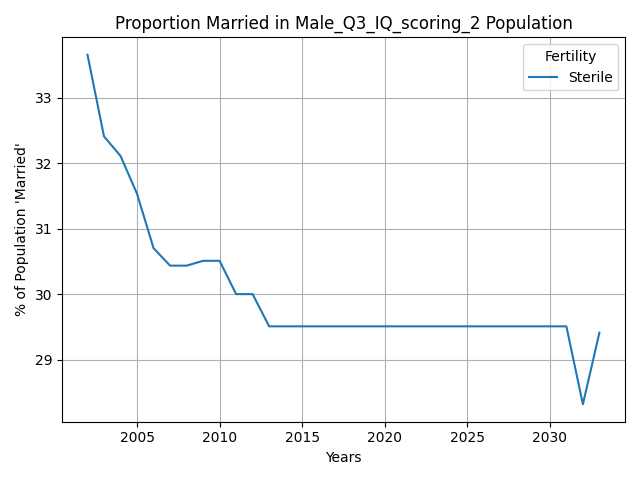 Proportion Married in Male_Q3_IQ_scoring_2 Population
Fertility
Sterile
% of Population 'Married'
33
32
31
30
29
2005
2010
2015
2020
2025
2030
Years